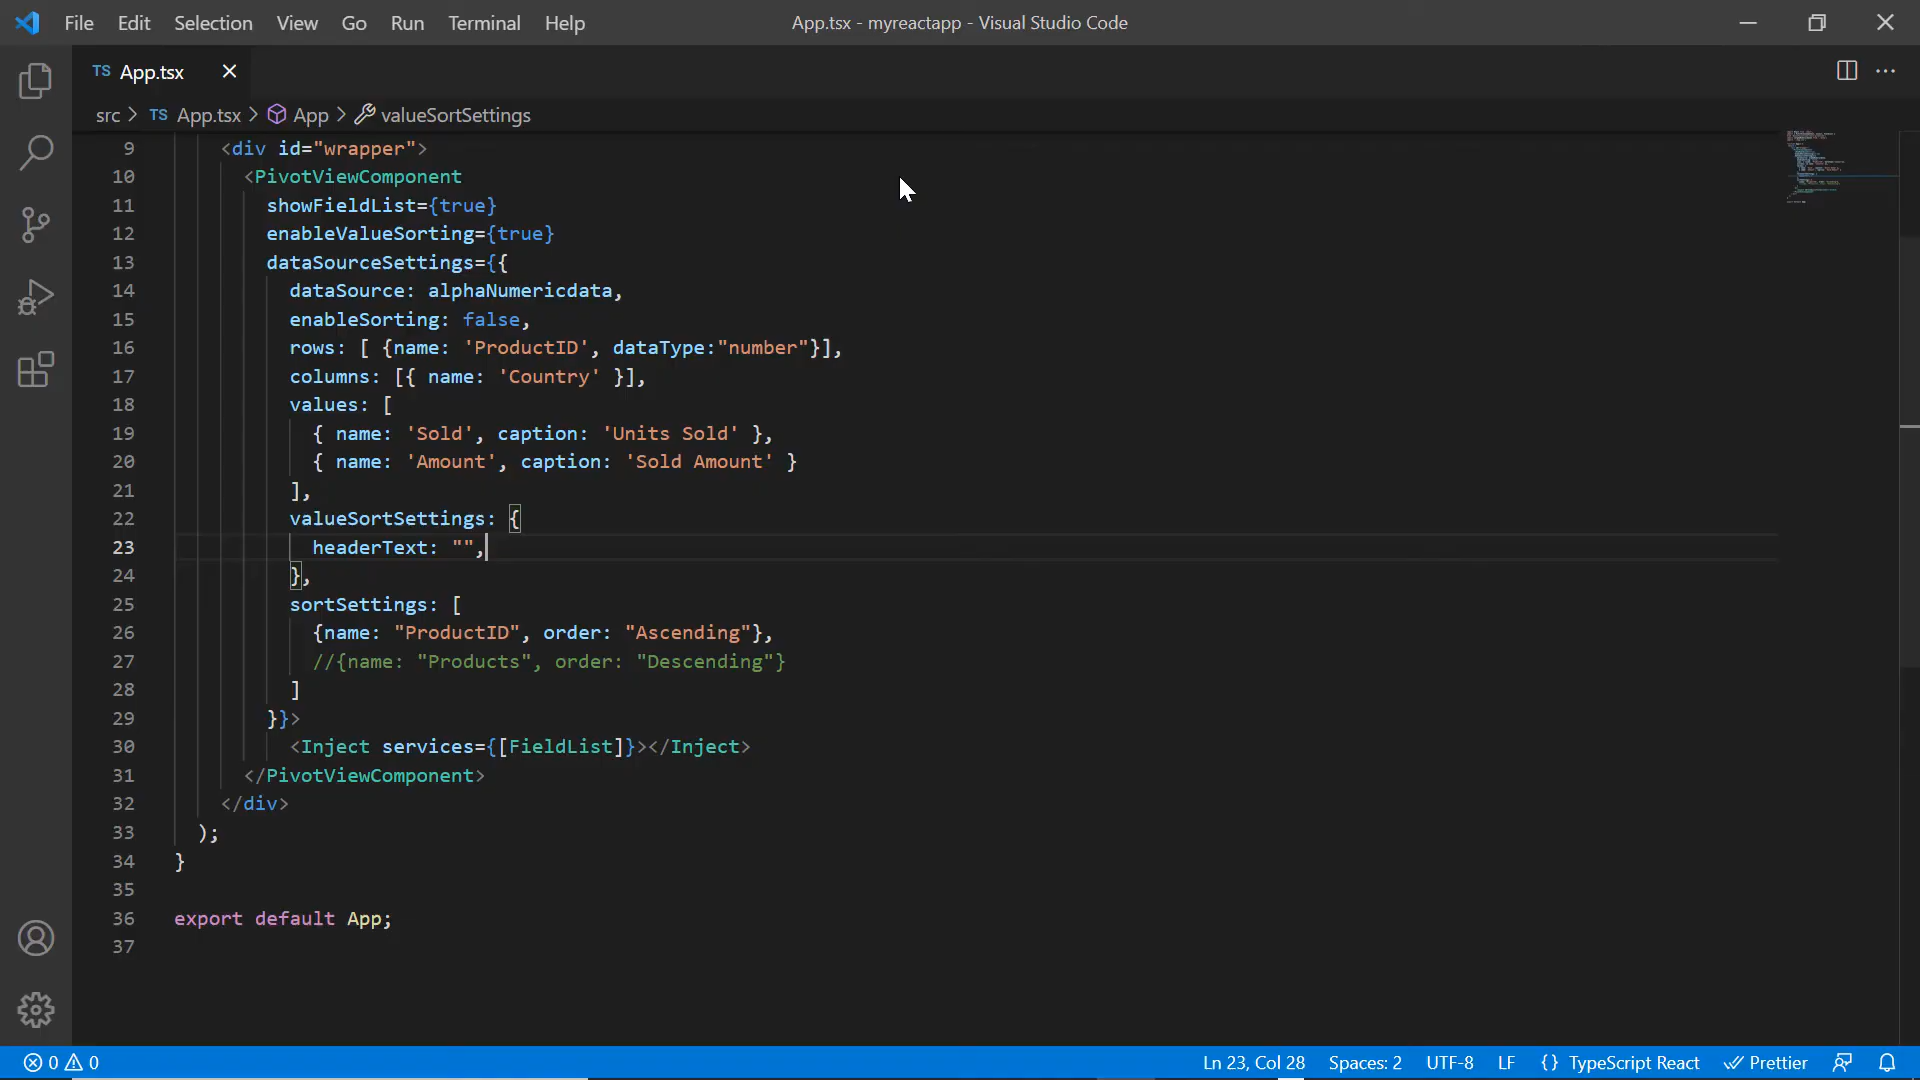 File Edit Selection View Go Run Terminal Help App.tsx - myreactapp - Visual Studio Code
TS App.tsx
src > TS App.tsx > App > valueSortSettings
9 <div id="wrapper">
10 <PivotViewComponent
11 showFieldList={true}
12 enableValueSorting={true}
13 dataSourceSettings={{
14 dataSource: alphaNumericdata,
15 enableSorting: false,
16 rows: [ {name: 'ProductID', dataType:"number"}],
17 columns: [{ name: 'Country' }],
18 values: [
19 { name: 'Sold', caption: 'Units Sold' },
20 { name: 'Amount', caption: 'Sold Amount' }
21 ],
22 valueSortSettings: {
23 headerText: "",
24 },
25 sortSettings: [
26 {name: "ProductID", order: "Ascending"},
27 //{name: "Products", order: "Descending"}
28 ]
29 }}>
30 <Inject services={[FieldList]}></Inject>
31 </PivotViewComponent>
32 </div>
33 );
34 }
35
36 export default App;
37
0 0 Ln 23, Col 28 Spaces: 2 UTF-8 LF {} TypeScript React Prettier